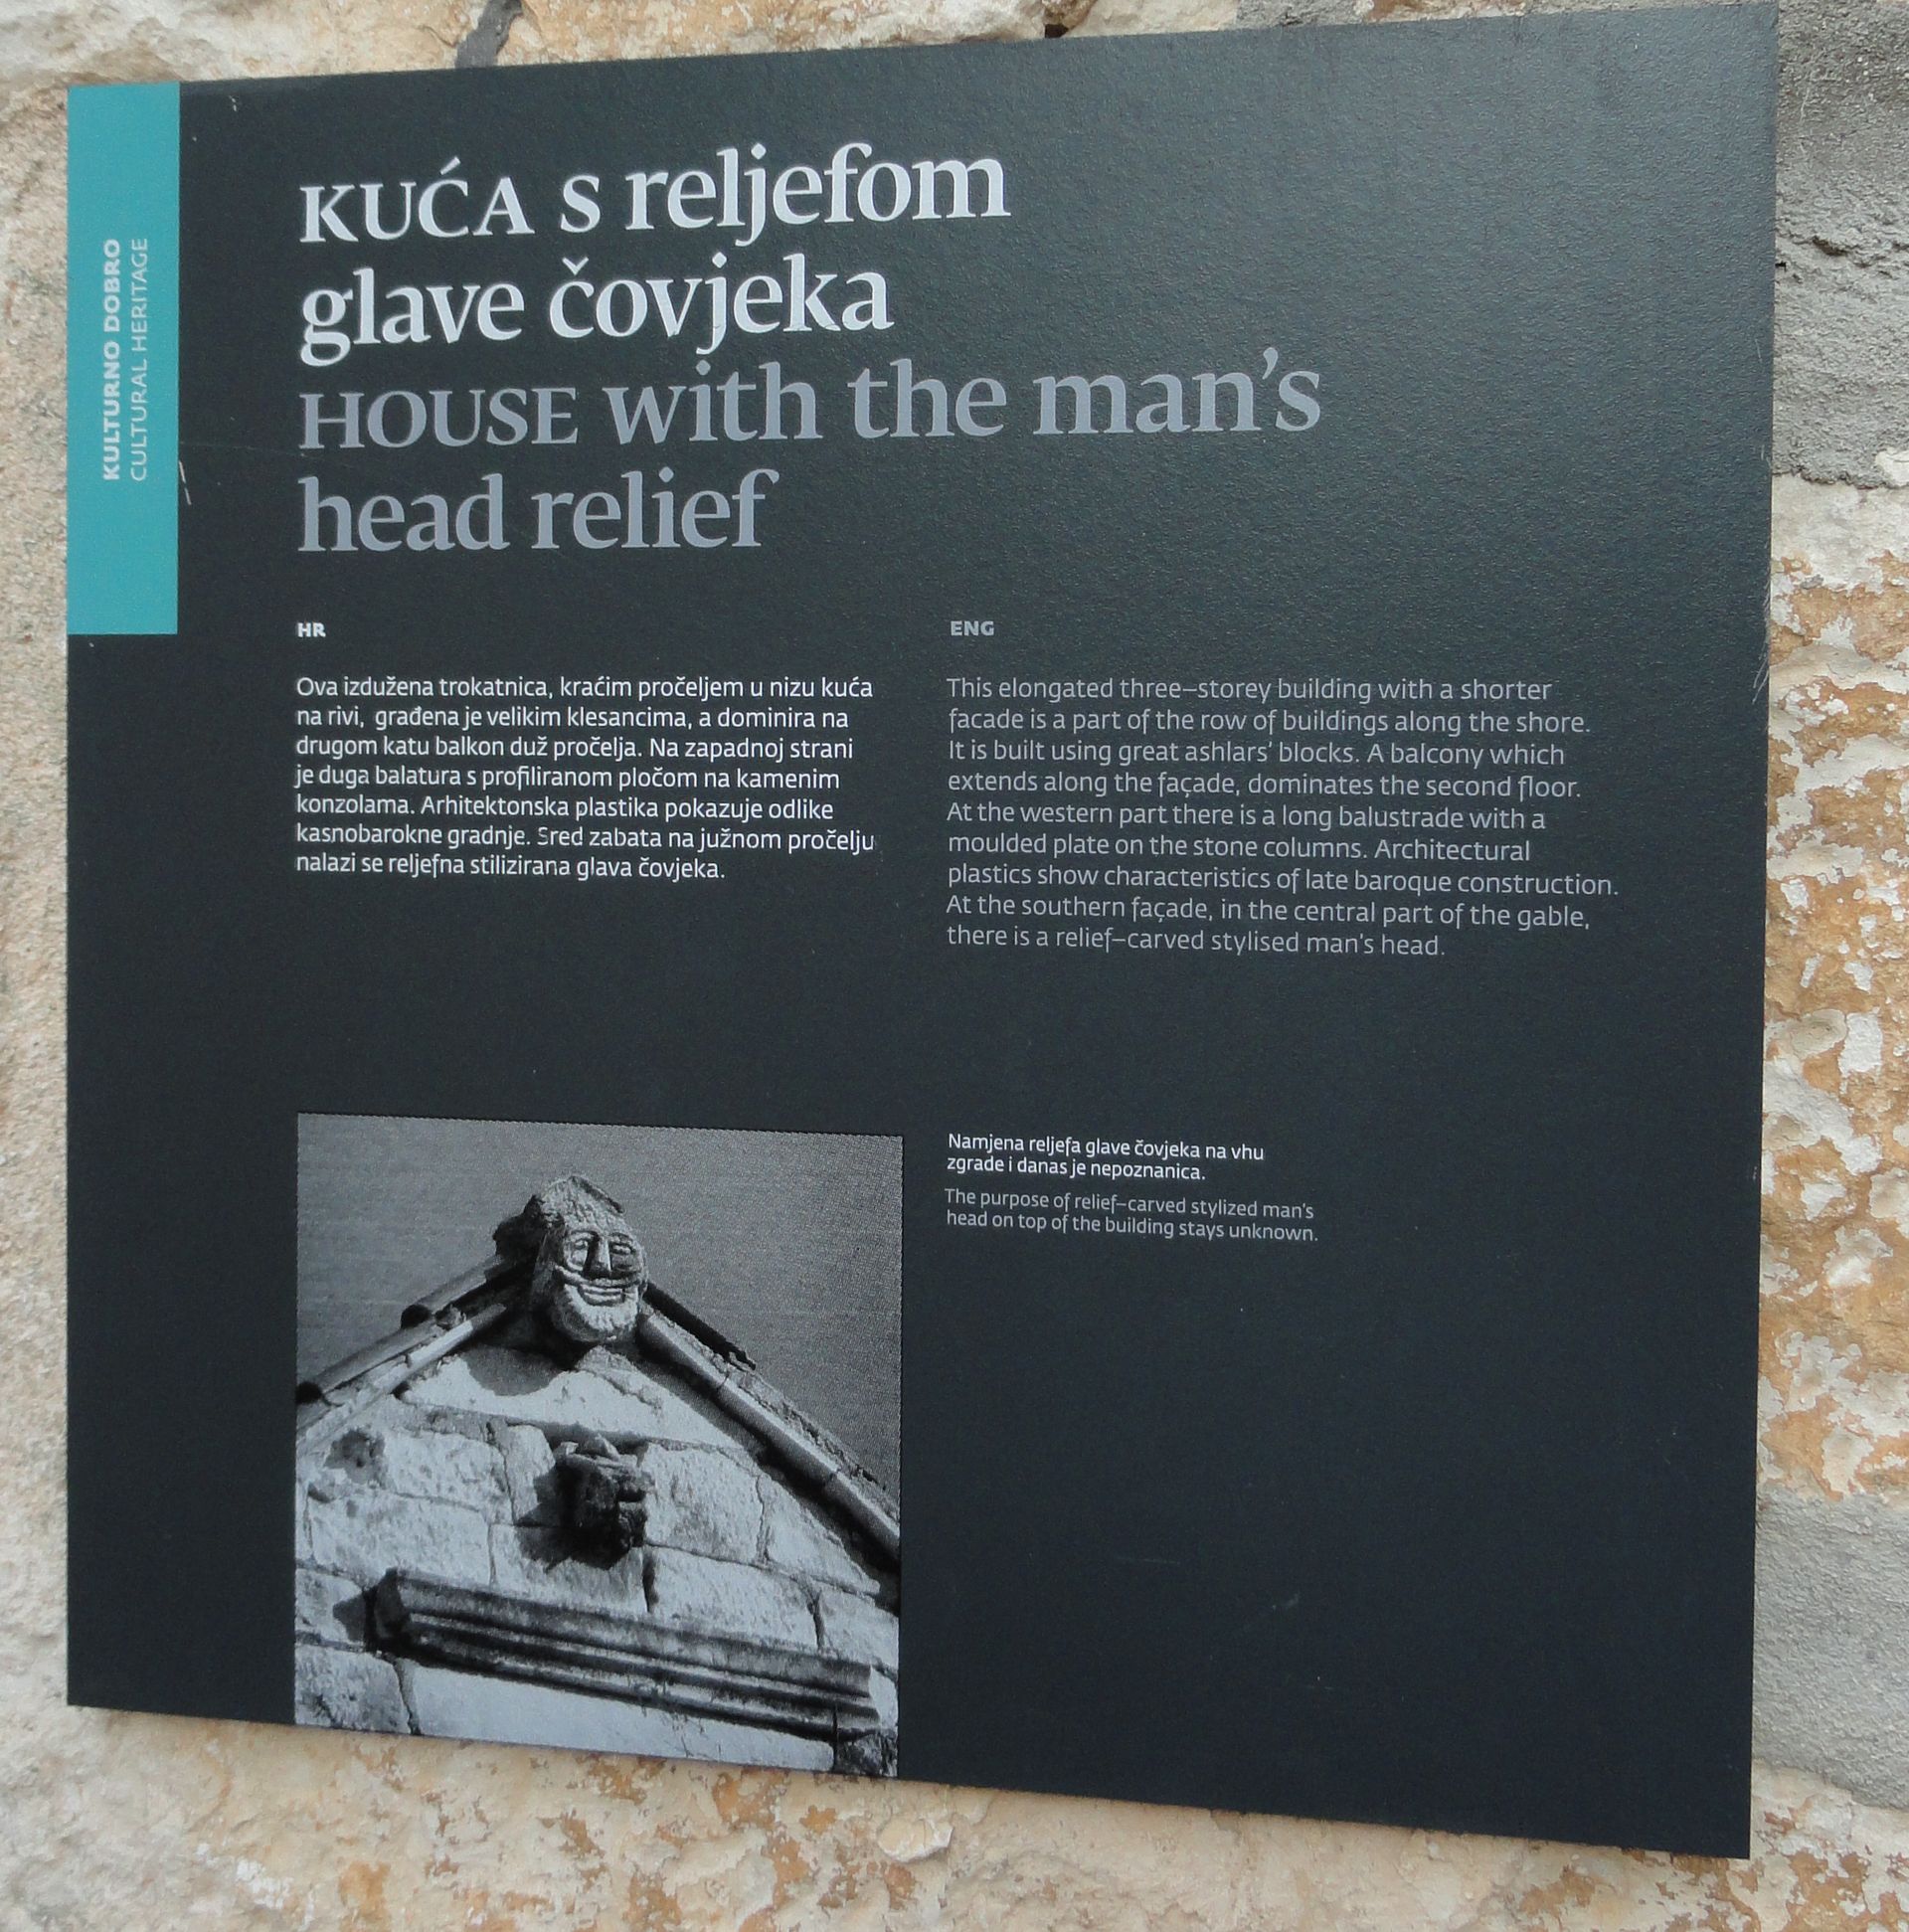 KULTURNO DOBRO
CULTURAL HERITAGE
KUĆA s reljefom
glave čovjeka
HOUSE with the man's
head relief
HR
Ova izdužena trokatnica, kraćim pročeljem u nizu kuća
na rivi, građena je velikim klesancima, a dominira na
drugom katu balkon duž pročelja. Na zapadnoj strani
je duga balatura s profiliranom pločom na kamenim
konzolama. Arhitektonska plastika pokazuje odlike
kasnobarokne gradnje. Sred zabata na južnom pročelju
nalazi se reljefna stilizirana glava čovjeka.
ENG
This elongated three–storey building with a shorter
facade is a part of the row of buildings along the shore.
It is built using great ashlars' blocks. A balcony which
extends along the façade, dominates the second floor.
At the western part there is a long balustrade with a
moulded plate on the stone columns. Architectural
plastics show characteristics of late baroque construction.
At the southern façade, in the central part of the gable,
there is a relief–carved stylised man's head.
Namjena reljefa glave čovjeka na vhu
zgrade i danas je nepoznanica.
The purpose of relief–carved stylized man's
head on top of the building stays unknown.